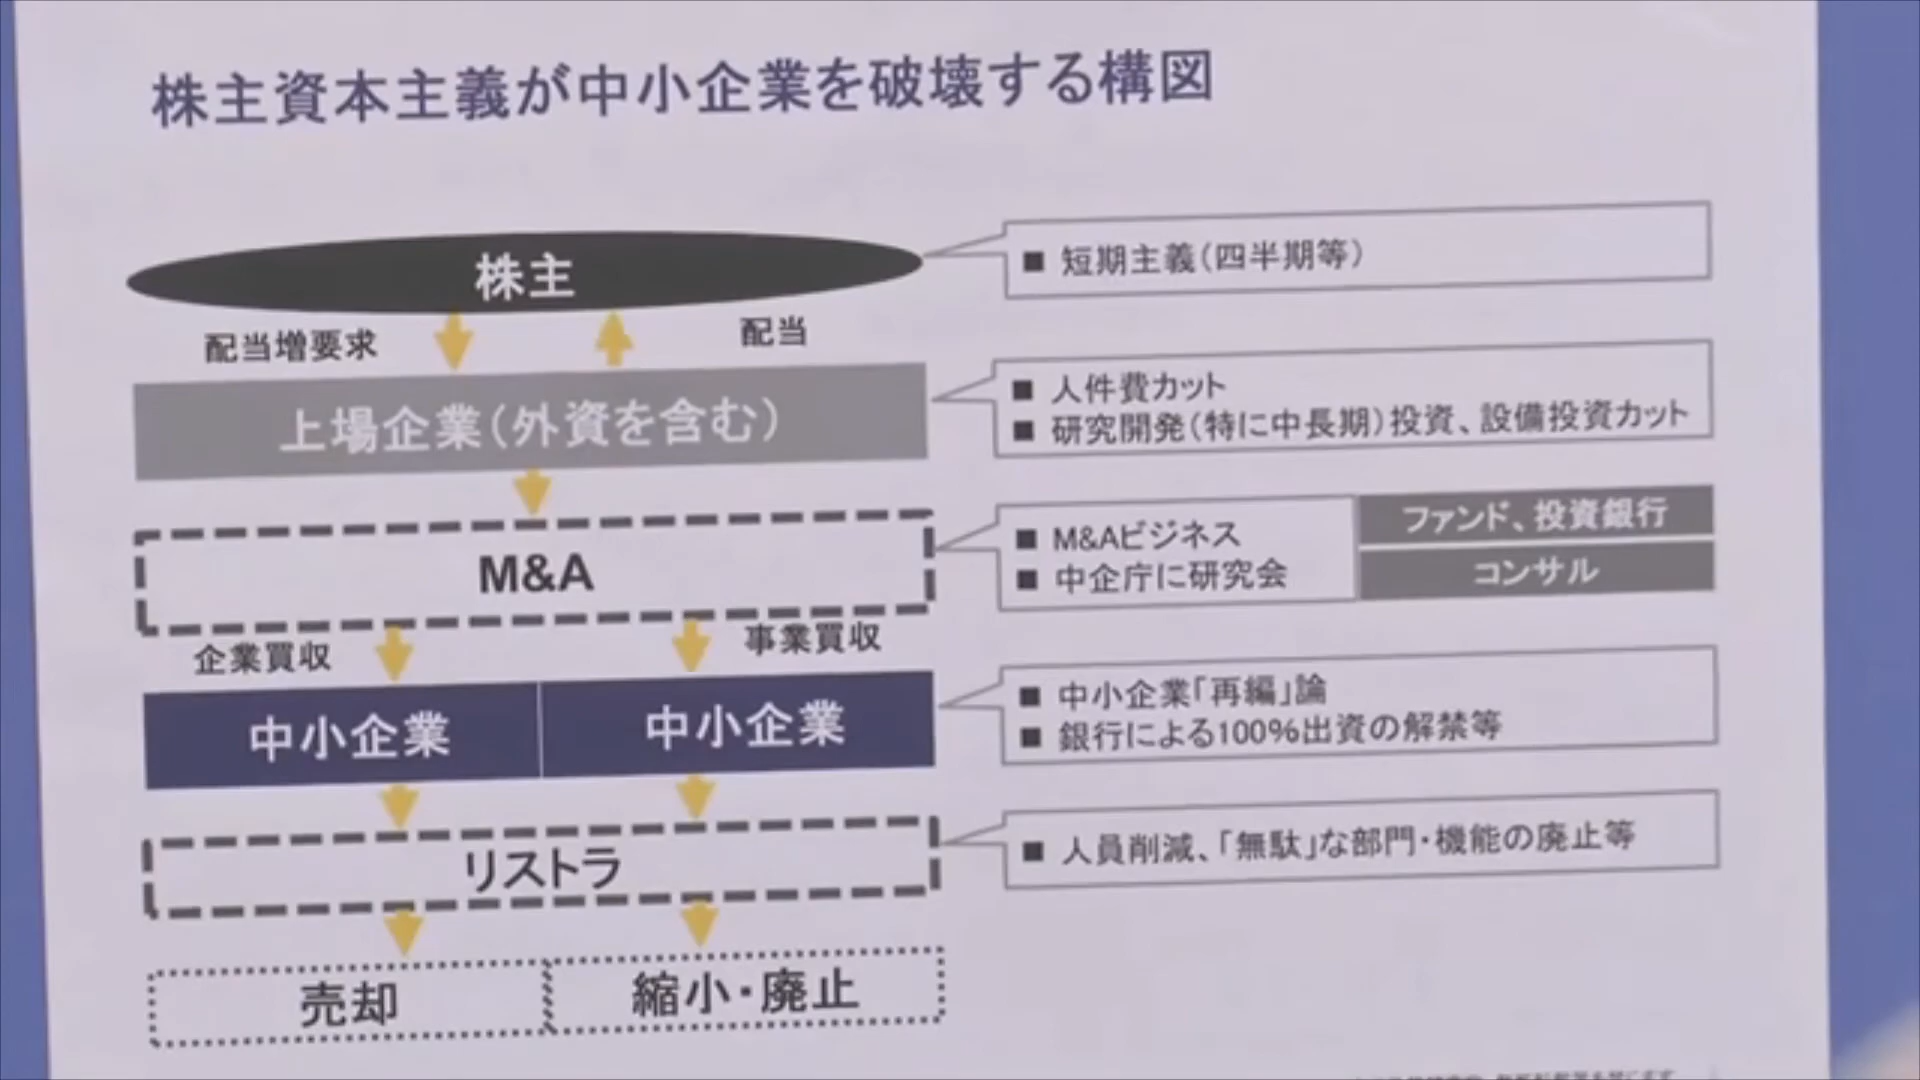 株主資本主義が中小企業を破壊する構図
株主
■ 短期主義(四半期等)
配当増要求
配当
上場企業(外資を含む)
■ 人件費カット
■ 研究開発(特に中長期)投資、設備投資カット
M&A
■ M&Aビジネス
■ 中企庁に研究会
ファンド、投資銀行
コンサル
企業買収
事業買収
中小企業
中小企業
■ 中小企業「再編」論
■ 銀行による100%出資の解禁等
リストラ
■ 人員削減、「無駄」な部門・機能の廃止等
売却
縮小・廃止